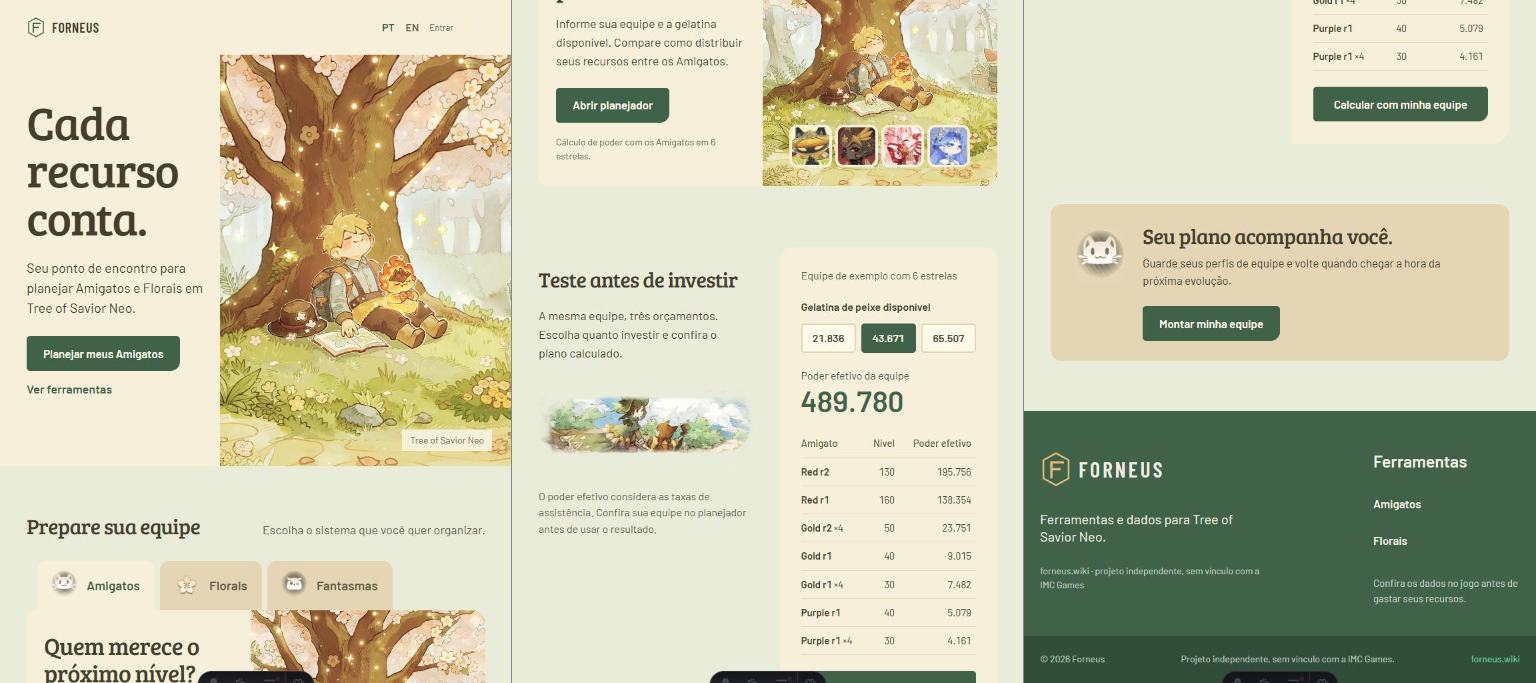 FORNEUS
PT EN Entrar
Cada
recurso
conta.
Seu ponto de encontro para
planejar Amigatos e Florais em
Tree of Savior Neo.
Planejar meus Amigatos
Ver ferramentas
Tree of Savior Neo
Prepare sua equipe
Escolha o sistema que você quer organizar.
Amigatos
Florais
Fantasmas
Quem merece o
próximo nível?
Informe sua equipe e a gelatina
disponível. Compare como distribuir
seus recursos entre os Amigatos.
Abrir planejador
Cálculo de poder com os Amigatos em 6
estrelas.
Teste antes de investir
A mesma equipe, três orçamentos.
Escolha quanto investir e confira o
plano calculado.
O poder efetivo considera as taxas de
assistência. Confira sua equipe no planejador
antes de usar o resultado.
Equipe de exemplo com 6 estrelas
Gelatina de peixe disponível
21.836 43.671 65.507
Poder efetivo da equipe
489.780
Amigato Nível Poder efetivo
Red r2 130 195.756
Red r1 160 138.354
Gold r2 ×4 50 23.751
Gold r1 40 9.015
Gold r1 ×4 30 7.482
Purple r1 40 5.079
Purple r1 ×4 30 4.161
Gold r1 ×4 30 7.482
Purple r1 40 5.079
Purple r1 ×4 30 4.161
Calcular com minha equipe
Seu plano acompanha você.
Guarde seus perfis de equipe e volte quando chegar a hora da
próxima evolução.
Montar minha equipe
FORNEUS
Ferramentas e dados para Tree of
Savior Neo.
forneus.wiki · projeto independente, sem vínculo com a
IMC Games
Ferramentas
Amigatos
Florais
Confira os dados no jogo antes de
gastar seus recursos.
© 2026 Forneus
Projeto independente, sem vínculo com a IMC Games.
forneus.wiki